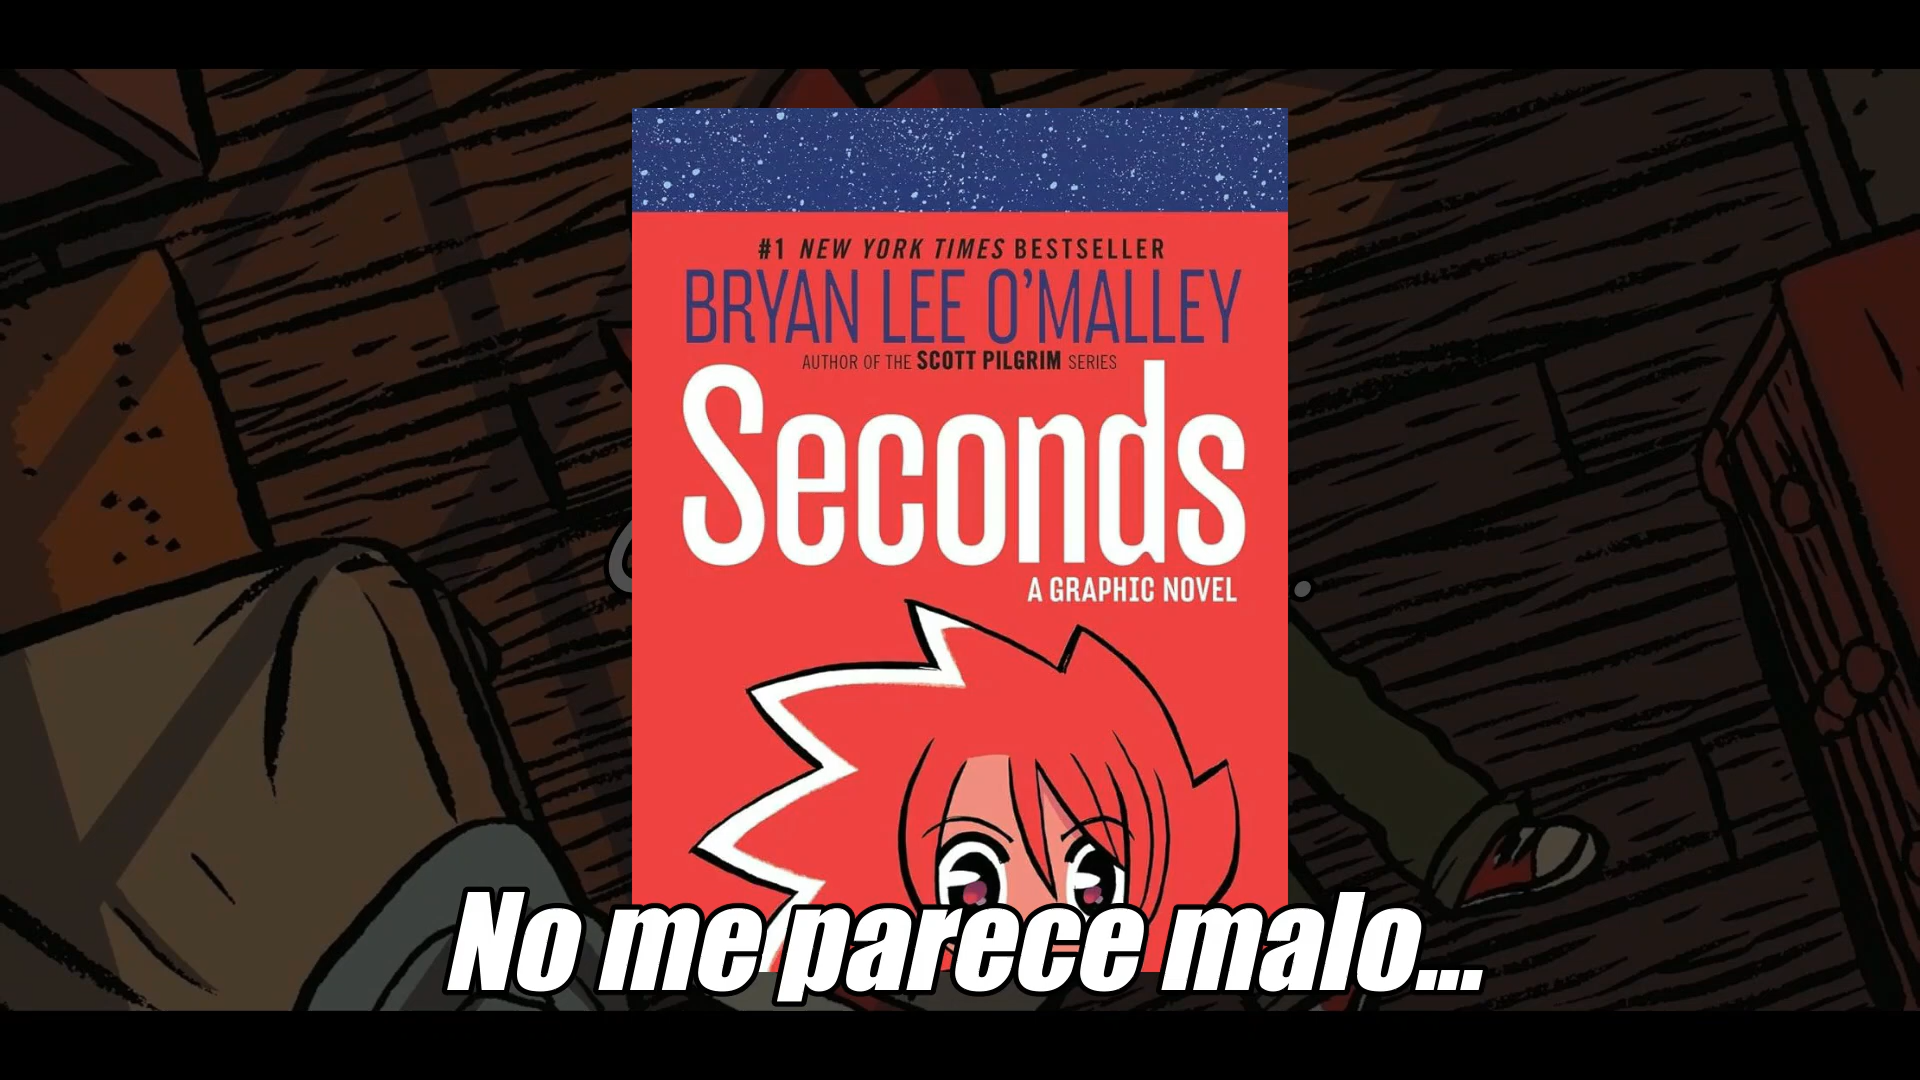 #1 NEW YORK TIMES BESTSELLER
BRYAN LEE O'MALLEY
AUTHOR OF THE SCOTT PILGRIM SERIES
Seconds
A GRAPHIC NOVEL
No me parece malo...